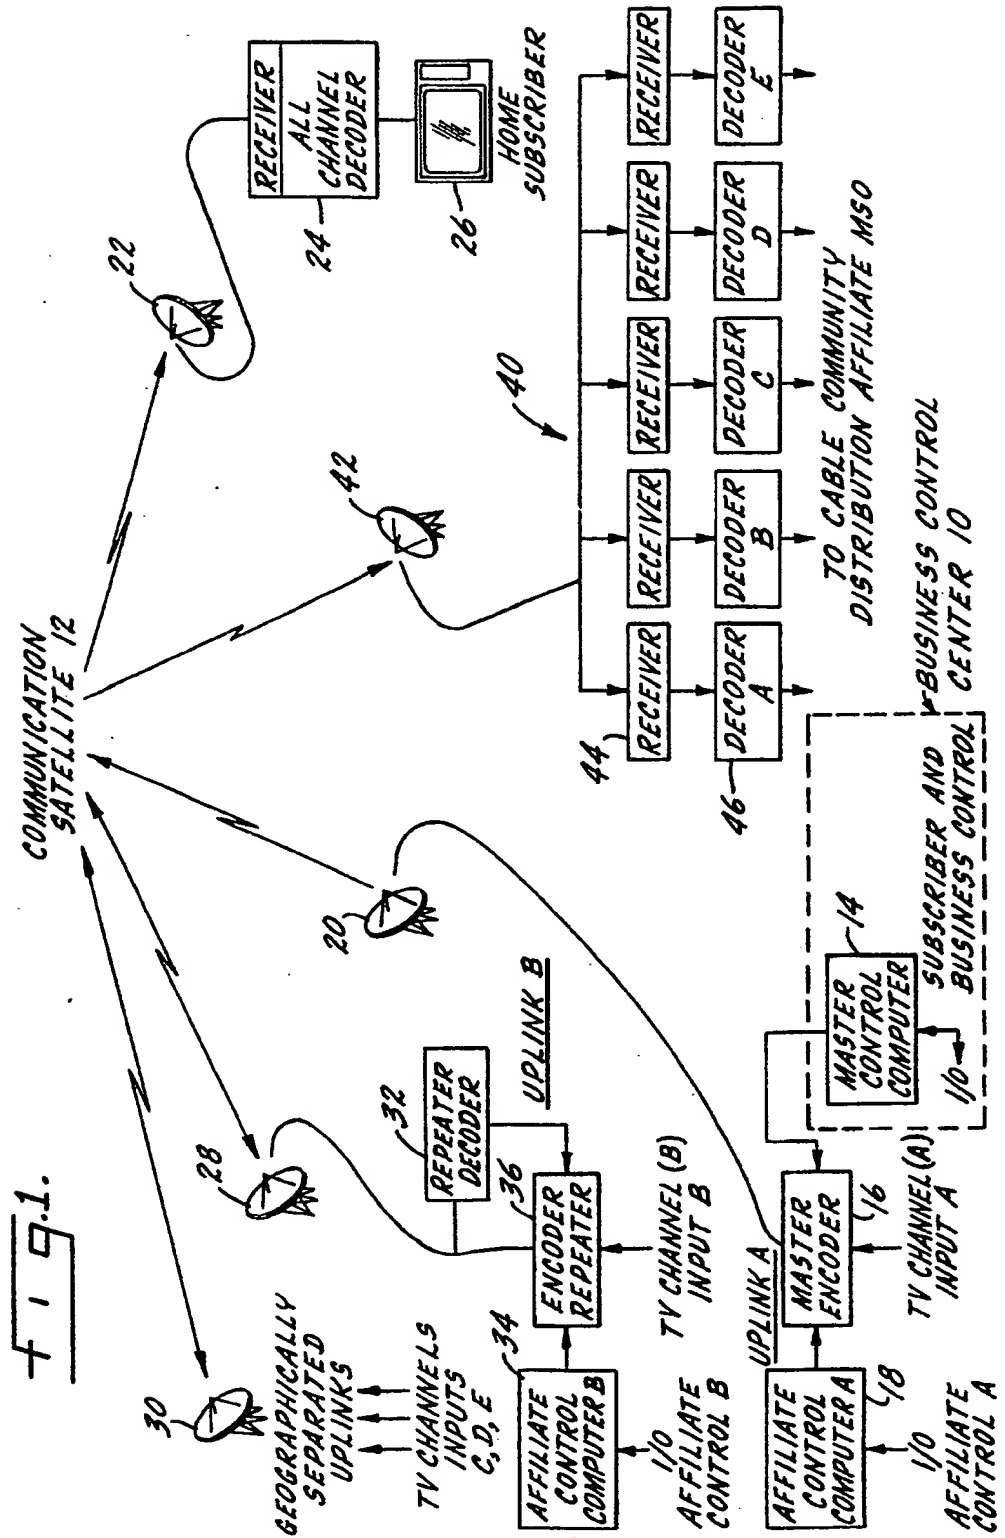 COMMUNICATION
SATELLITE 12
22
RECEIVER
ALL
CHANNEL
DECODER
24
26
HOME
SUBSCRIBER
30
28
20
42
40
GEOGRAPHICALLY
SEPARATED
UPLINKS
TV CHANNELS
INPUTS
C, D, E
32
REPEATER
DECODER
UPLINK B
34
AFFILIATE
CONTROL
COMPUTER B
36
ENCODER
REPEATER
I/O
AFFILIATE
CONTROL B
TV CHANNEL (B)
INPUT B
44
RECEIVER
RECEIVER
RECEIVER
RECEIVER
RECEIVER
46
DECODER
A
DECODER
B
DECODER
C
DECODER
D
DECODER
E
TO CABLE COMMUNITY
DISTRIBUTION AFFILIATE MSO
UPLINK A
AFFILIATE
CONTROL
COMPUTER A
18
MASTER
ENCODER
16
MASTER
CONTROL
COMPUTER
14
I/O
SUBSCRIBER AND
BUSINESS CONTROL
BUSINESS CONTROL
CENTER 10
I/O
AFFILIATE
CONTROL A
TV CHANNEL (A)
INPUT A
Fig.1.